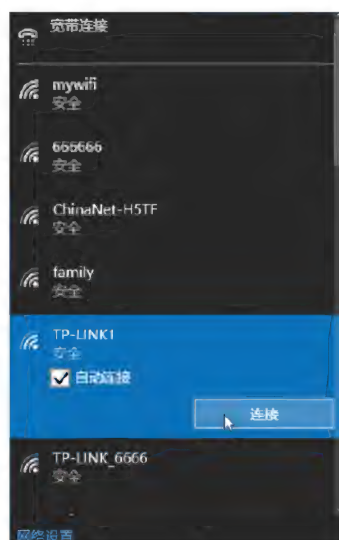 宽带连接
mywifi
安全
666666
安全
ChinaNet-H5TF
安全
family
安全
TP-LINK1
安全
自动连接
连接
TP-LINK_6666
安全
网络设置